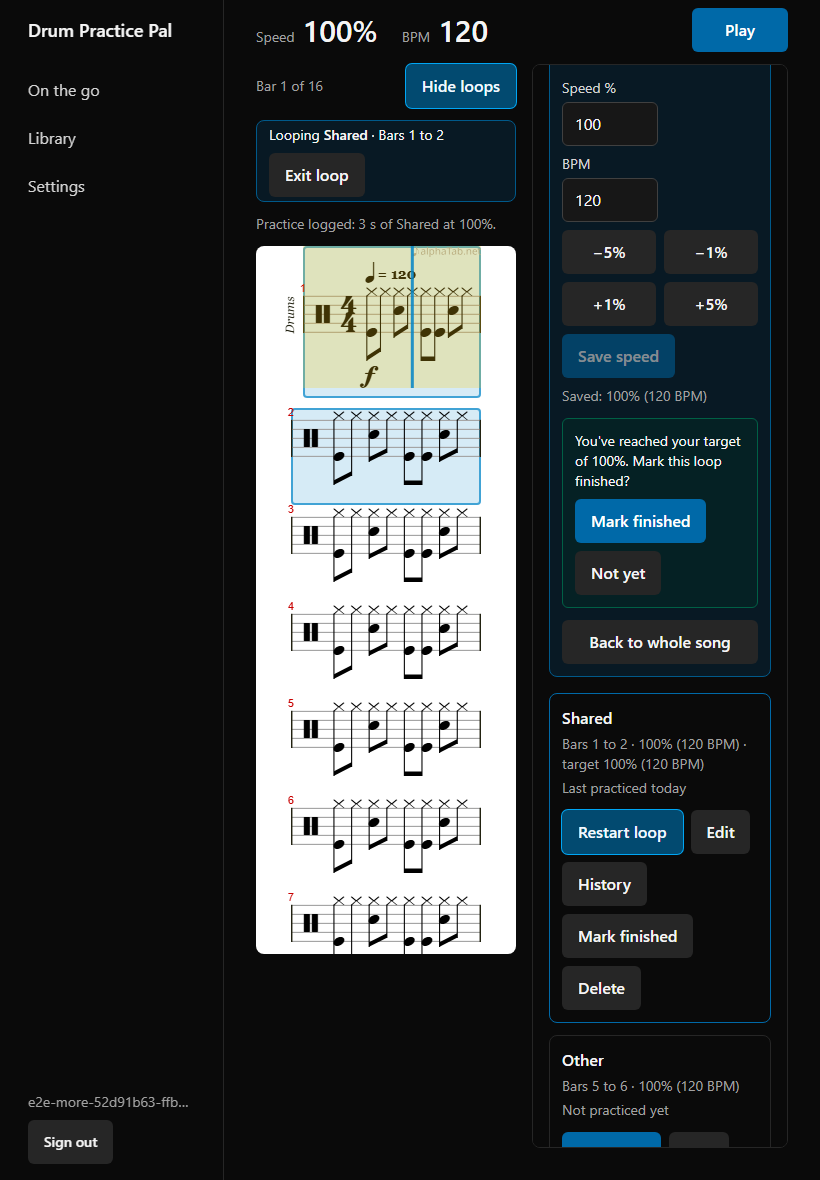 Drum Practice Pal
On the go
Library
Settings
e2e-more-52d91b63-ffb...
Sign out
Speed 100% BPM 120
Play
Bar 1 of 16
Hide loops
Looping Shared · Bars 1 to 2
Exit loop
Practice logged: 3 s of Shared at 100%.
alphaTab.net
= 120
1
Drums
4
4
f
2
3
4
5
6
7
Speed %
100
BPM
120
−5%
−1%
+1%
+5%
Save speed
Saved: 100% (120 BPM)
You've reached your target
of 100%. Mark this loop
finished?
Mark finished
Not yet
Back to whole song
Shared
Bars 1 to 2 · 100% (120 BPM) ·
target 100% (120 BPM)
Last practiced today
Restart loop
Edit
History
Mark finished
Delete
Other
Bars 5 to 6 · 100% (120 BPM)
Not practiced yet